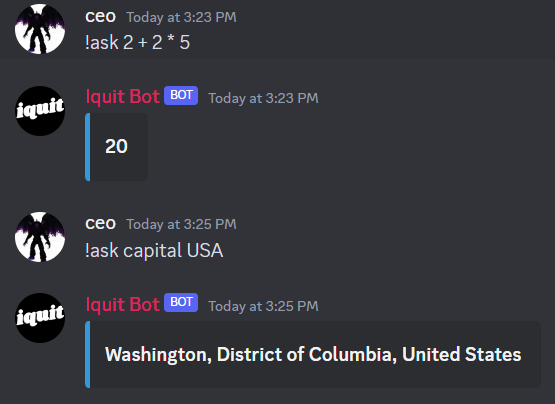 ceo Today at 3:23 PM
!ask 2 + 2 * 5
iquit
Iquit Bot BOT Today at 3:23 PM
20
ceo Today at 3:25 PM
!ask capital USA
iquit
Iquit Bot BOT Today at 3:25 PM
Washington, District of Columbia, United States